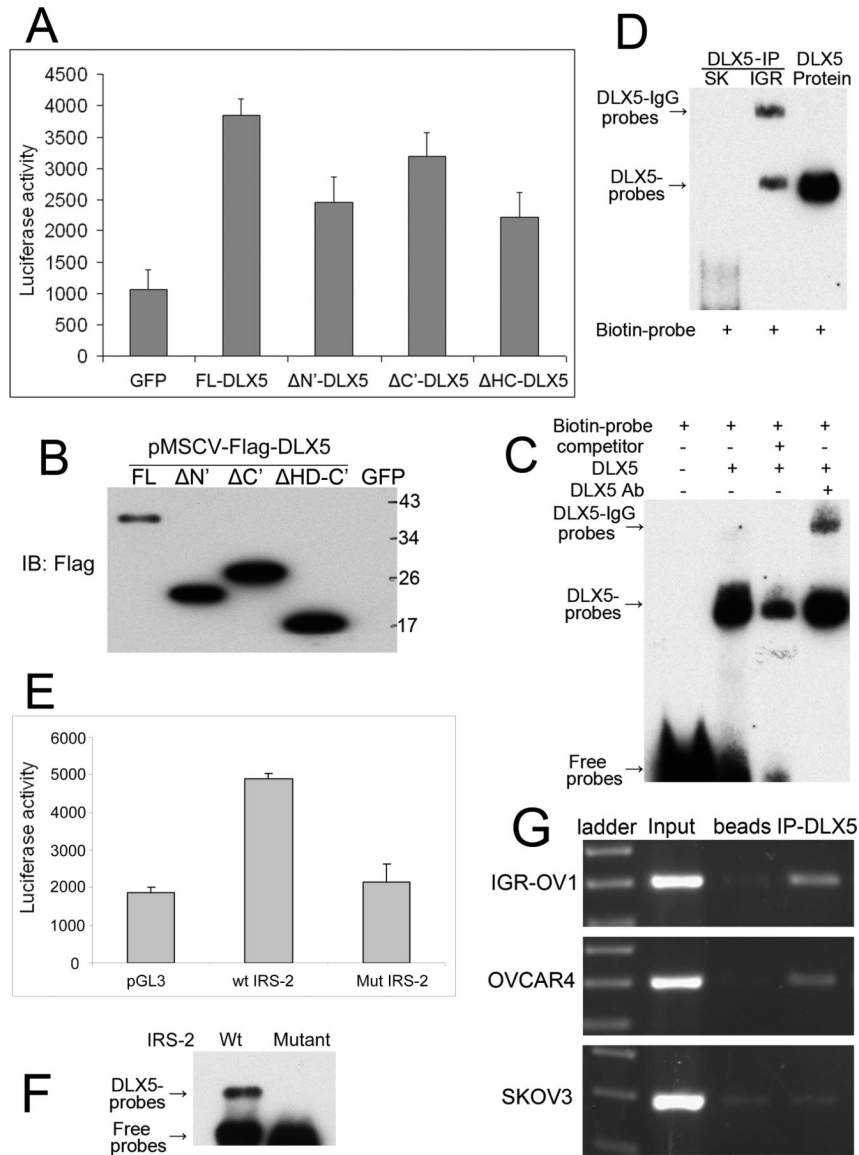 A
4500
4000
3500
3000
2500
2000
1500
1000
500
0
Luciferase activity
GFP FL-DLX5 ΔN'-DLX5 ΔC'-DLX5 ΔHC-DLX5
B
pMSCV-Flag-DLX5
FL ΔN' ΔC' ΔHD-C' GFP
IB: Flag
43
34
26
17
D
DLX5-IP DLX5
SK IGR Protein
DLX5-IgG
probes →
DLX5-
probes →
Biotin-probe + + +
C
Biotin-probe + + + +
competitor - - + -
DLX5 - + + +
DLX5 Ab - - - +
DLX5-IgG
probes →
DLX5-
probes →
Free
probes →
E
6000
5000
4000
3000
2000
1000
0
Luciferase activity
pGL3 wt IRS-2 Mut IRS-2
F
IRS-2 Wt Mutant
DLX5-
probes →
Free
probes →
G
ladder Input beads IP-DLX5
IGR-OV1
OVCAR4
SKOV3